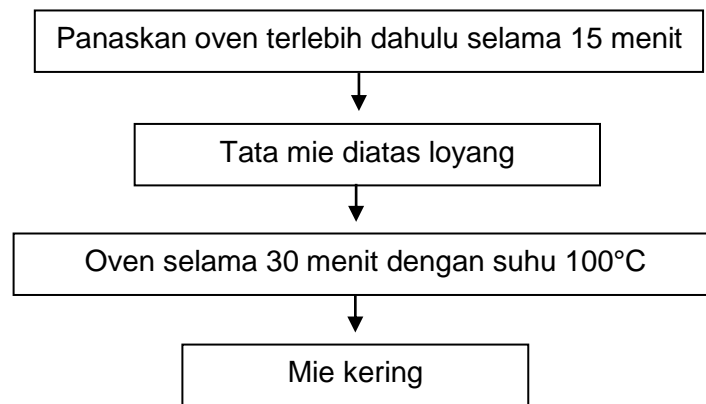 Panaskan oven terlebih dahulu selama 15 menit
Tata mie diatas loyang
Oven selama 30 menit dengan suhu 100°C
Mie kering